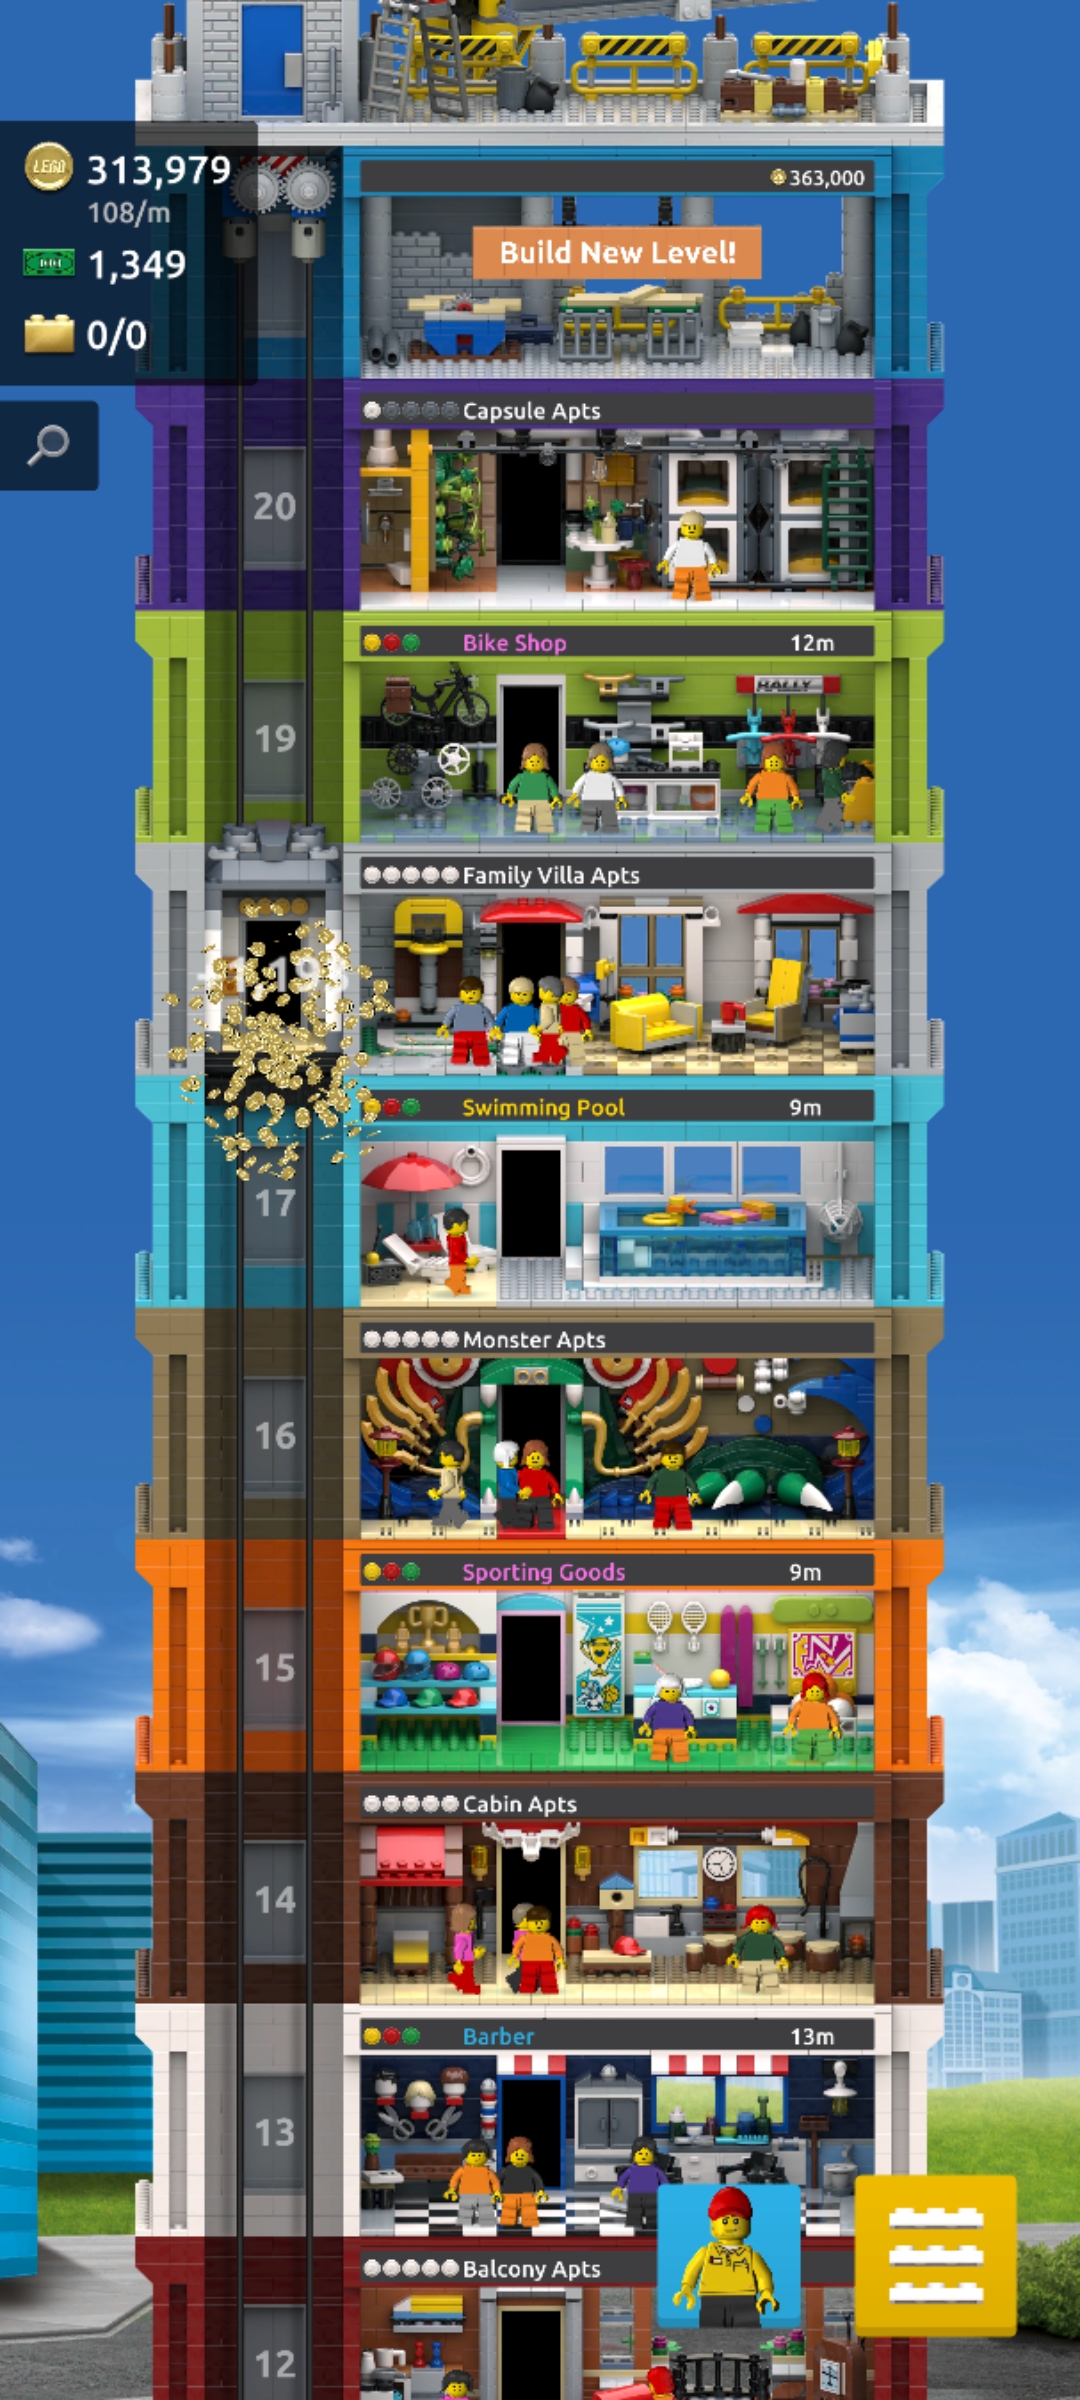 LEGO
313,979
108/m
1,349
0/0
363,000
Build New Level!
Capsule Apts
20
Bike Shop 12m
RALLY
19
Family Villa Apts
Swimming Pool 9m
17
Monster Apts
16
Sporting Goods 9m
15
Cabin Apts
14
Barber 13m
13
Balcony Apts
12